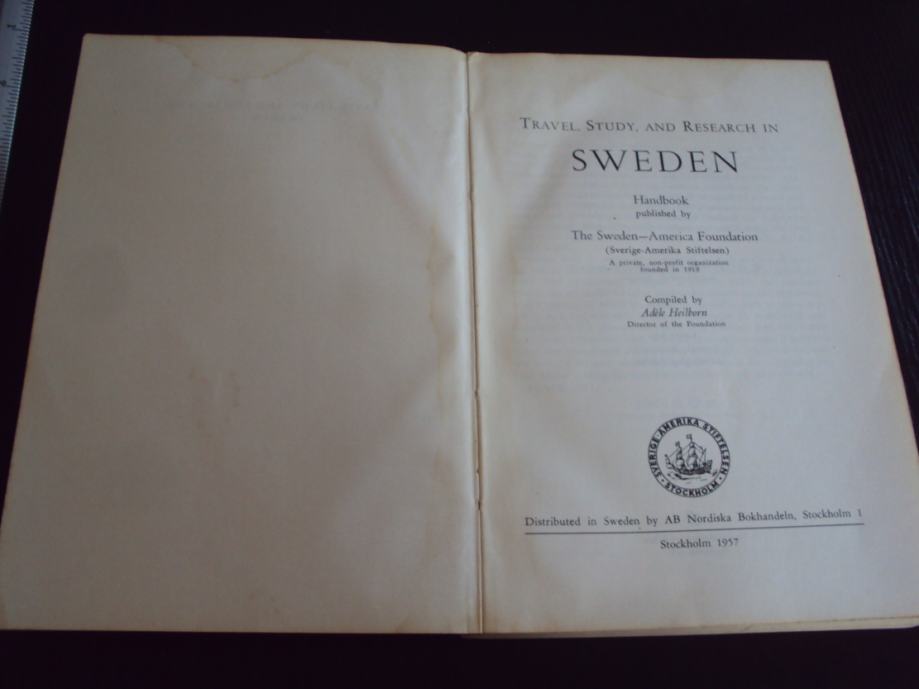 TRAVEL, STUDY, AND RESEARCH IN
SWEDEN
Handbook
published by
The Sweden—America Foundation
(Sverige-Amerika Stiftelsen)
A private, non-profit organization
founded in 1919
Compiled by
Adèle Heilborn
Director of the Foundation
SVERIGE-AMERIKA STIFTELSEN
· STOCKHOLM ·
Distributed in Sweden by AB Nordiska Bokhandeln, Stockholm 1
Stockholm 1957